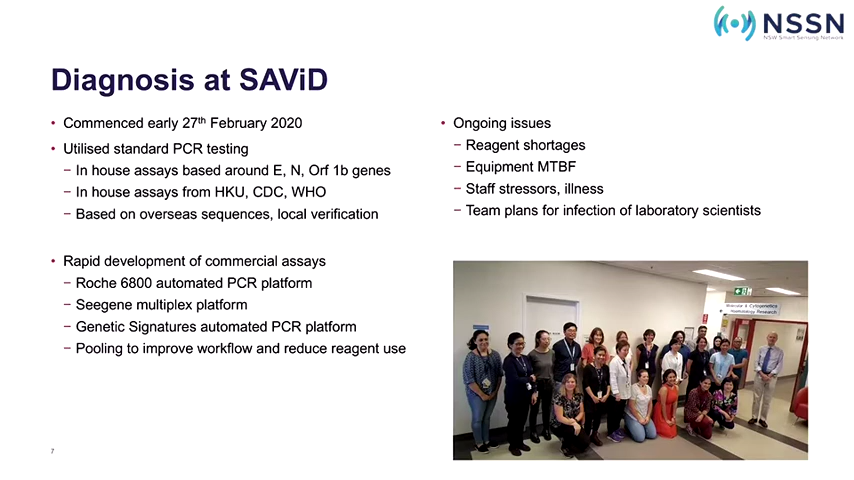 NSSN
NSW Smart Sensing Network
Diagnosis at SAViD
• Commenced early 27th February 2020
• Utilised standard PCR testing
− In house assays based around E, N, Orf 1b genes
− In house assays from HKU, CDC, WHO
− Based on overseas sequences, local verification
• Rapid development of commercial assays
− Roche 6800 automated PCR platform
− Seegene multiplex platform
− Genetic Signatures automated PCR platform
− Pooling to improve workflow and reduce reagent use
• Ongoing issues
− Reagent shortages
− Equipment MTBF
− Staff stressors, illness
− Team plans for infection of laboratory scientists
Molecular & Cytogenetics
Haematology Research
7